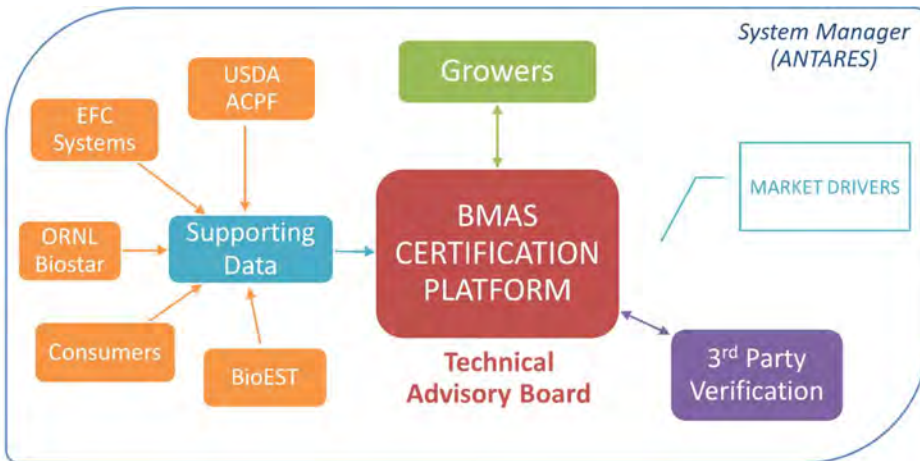 System Manager
(ANTARES)
USDA
ACPF
Growers
EFC
Systems
MARKET DRIVERS
ORNL
Biostar
Supporting
Data
BMAS
CERTIFICATION
PLATFORM
Consumers
BioEST
Technical
Advisory Board
3rd Party
Verification